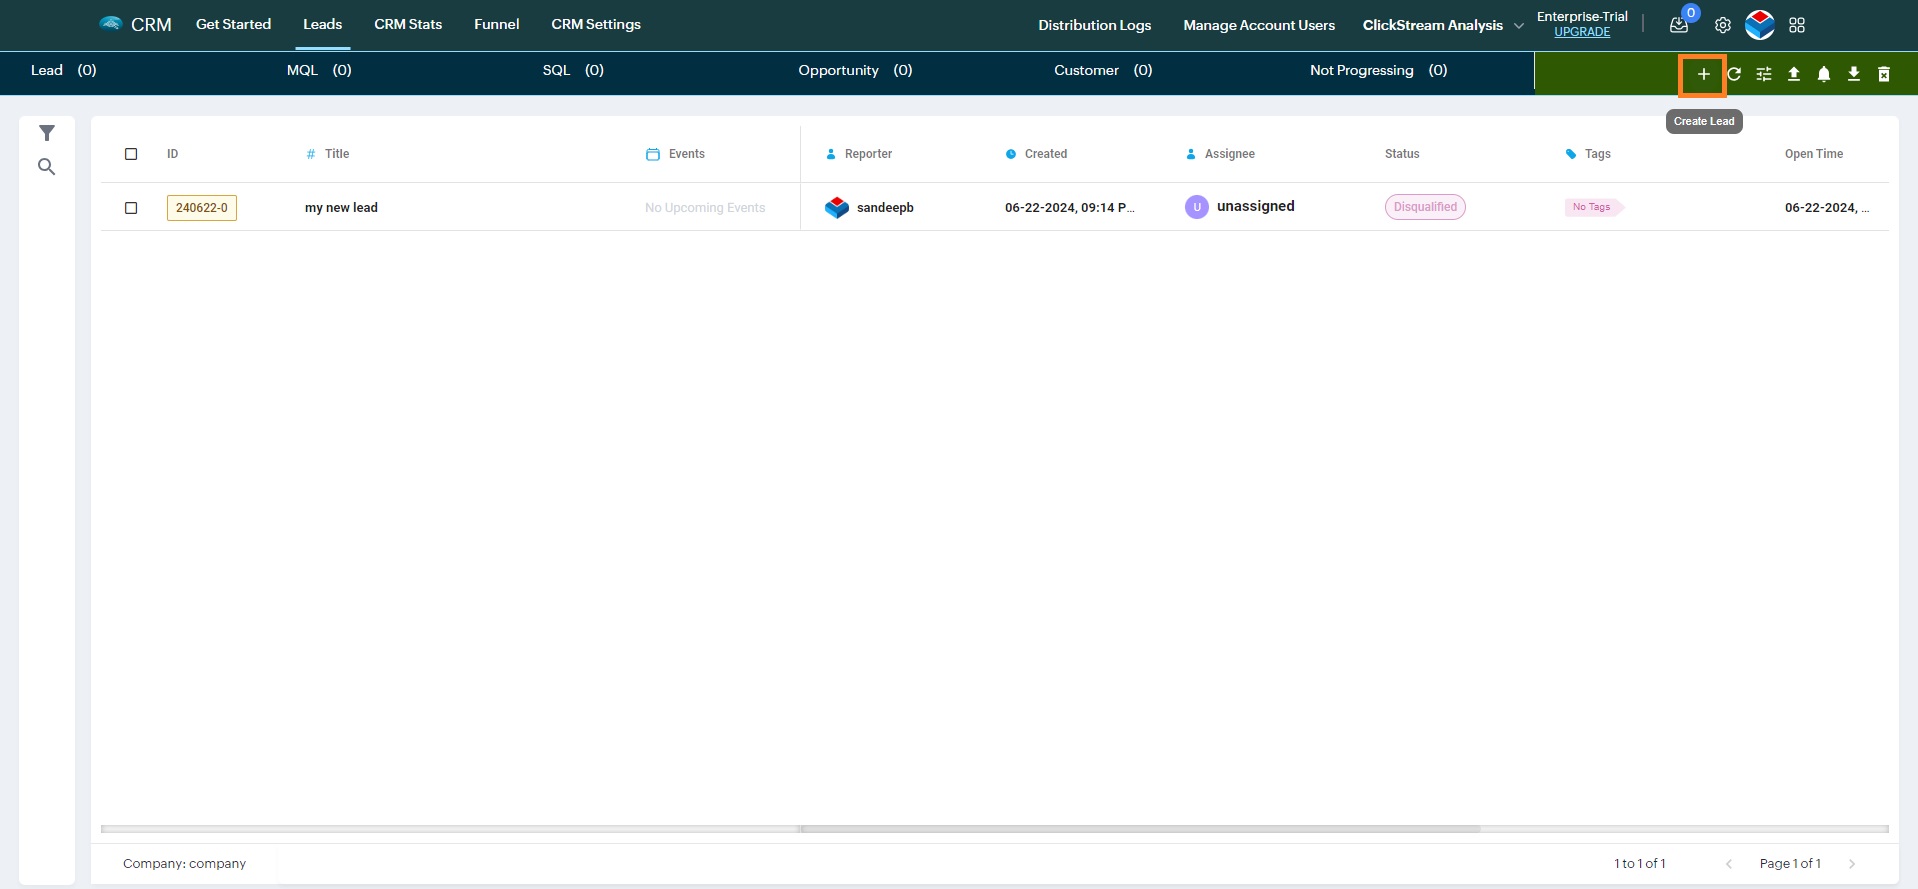 CRM Get Started Leads CRM Stats Funnel CRM Settings Distribution Logs Manage Account Users ClickStream Analysis Enterprise-Trial 0
UPGRADE
Lead (0) MQL (0) SQL (0) Opportunity (0) Customer (0) Not Progressing (0)
Create Lead
ID # Title Events Reporter Created Assignee Status Tags Open Time
240622-0 my new lead No Upcoming Events sandeepb 06-22-2024, 09:14 P... U unassigned Disqualified No Tags 06-22-2024, ...
Company: company 1 to 1 of 1 Page 1 of 1